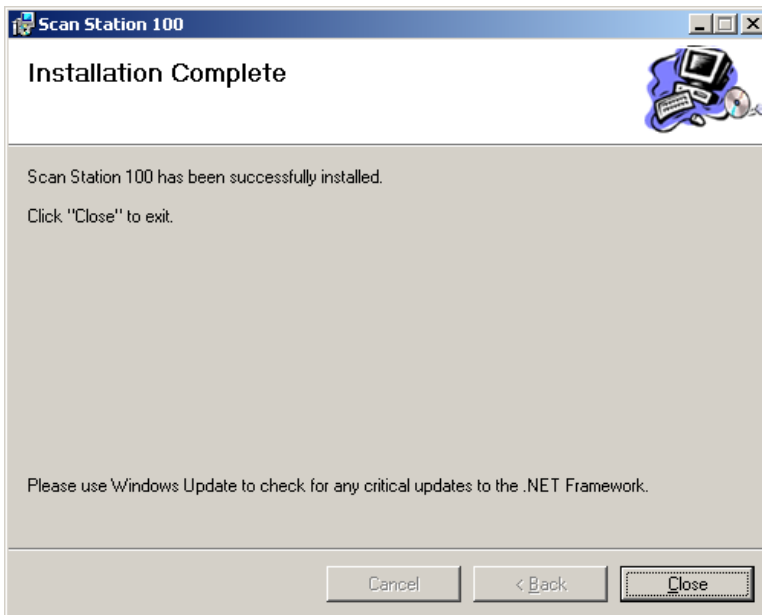 Scan Station 100
Installation Complete
Scan Station 100 has been successfully installed.
Click "Close" to exit.
Please use Windows Update to check for any critical updates to the .NET Framework.
Cancel
< Back
Close